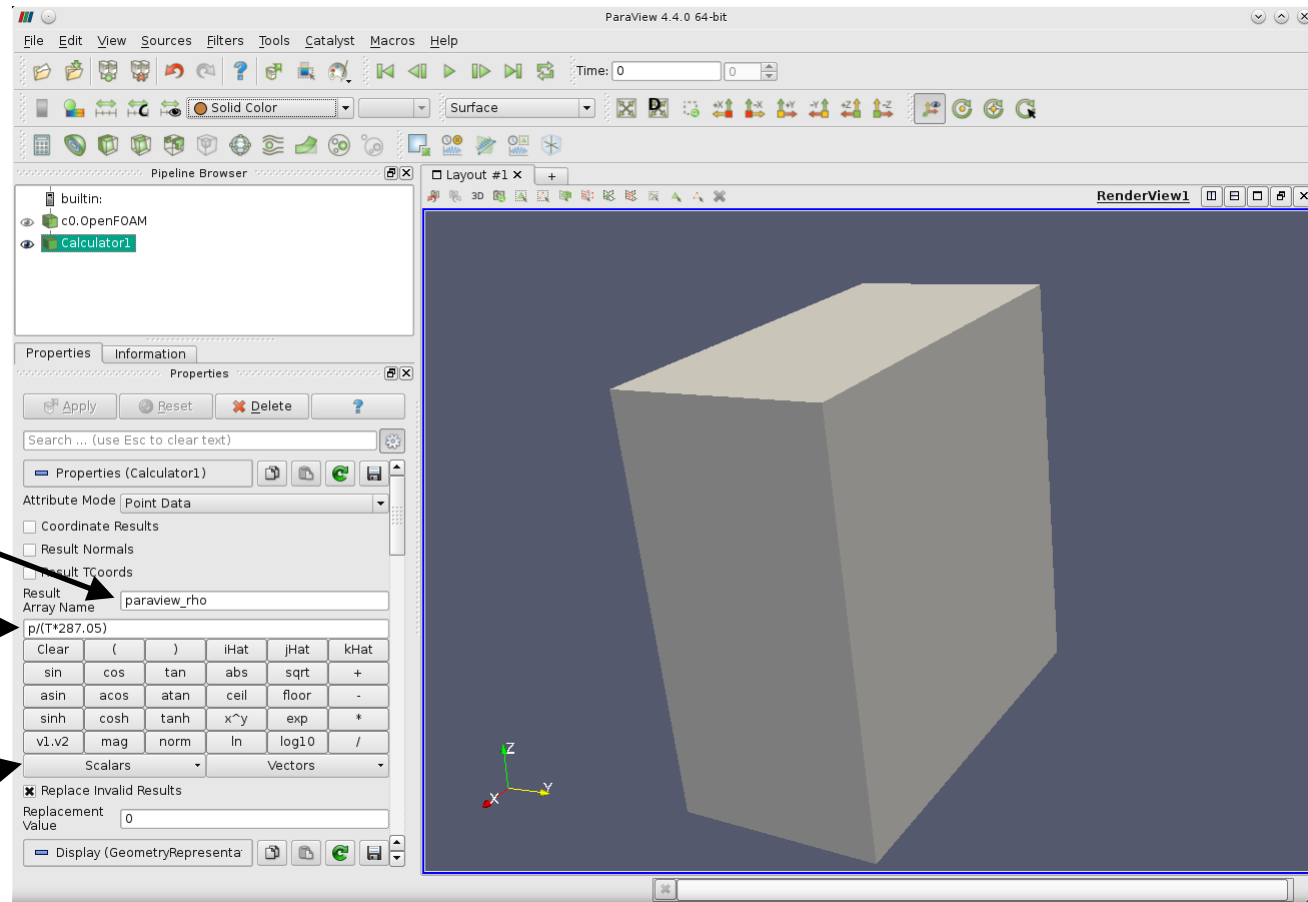 ParaView 4.4.0 64-bit
File Edit View Sources Filters Tools Catalyst Macros Help
Time: 0 0
Solid Color Surface
Pipeline Browser
builtin:
c0.OpenFOAM
Calculator1
Layout #1 +
3D RenderView1
Properties Information
Properties
Apply Reset Delete ?
Search ... (use Esc to clear text)
Properties (Calculator1)
Attribute Mode Point Data
Coordinate Results
Result Normals
Result TCoords
Result
Array Name paraview_rho
p/(T*287.05)
Clear ( ) iHat jHat kHat
sin cos tan abs sqrt +
asin acos atan ceil floor -
sinh cosh tanh x^y exp *
v1.v2 mag norm ln log10 /
Scalars Vectors
Replace Invalid Results
Replacement
Value 0
Display (GeometryRepresenta
Z
Y
X